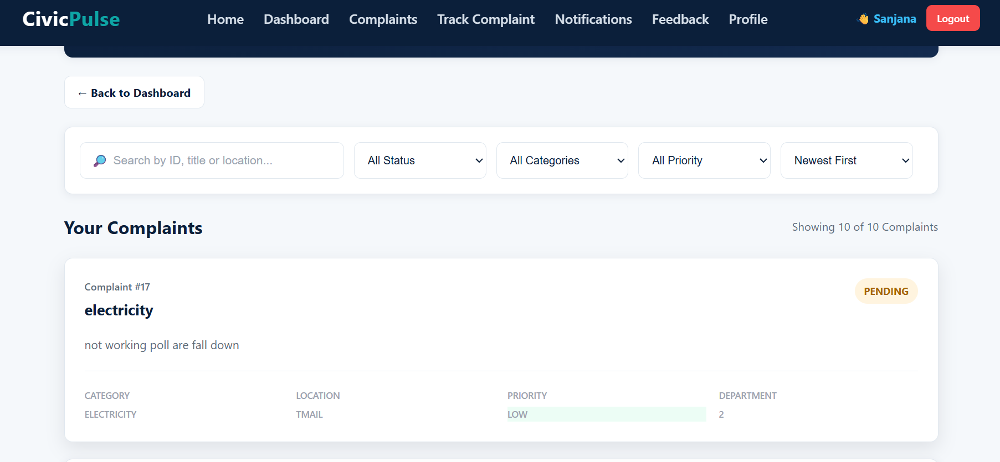 CivicPulse
Home Dashboard Complaints Track Complaint Notifications Feedback Profile
👋 Sanjana
Logout
← Back to Dashboard
🔎 Search by ID, title or location...
All Status
All Categories
All Priority
Newest First
Your Complaints
Showing 10 of 10 Complaints
Complaint #17
PENDING
electricity
not working poll are fall down
CATEGORY LOCATION PRIORITY DEPARTMENT
ELECTRICITY TMAIL LOW 2